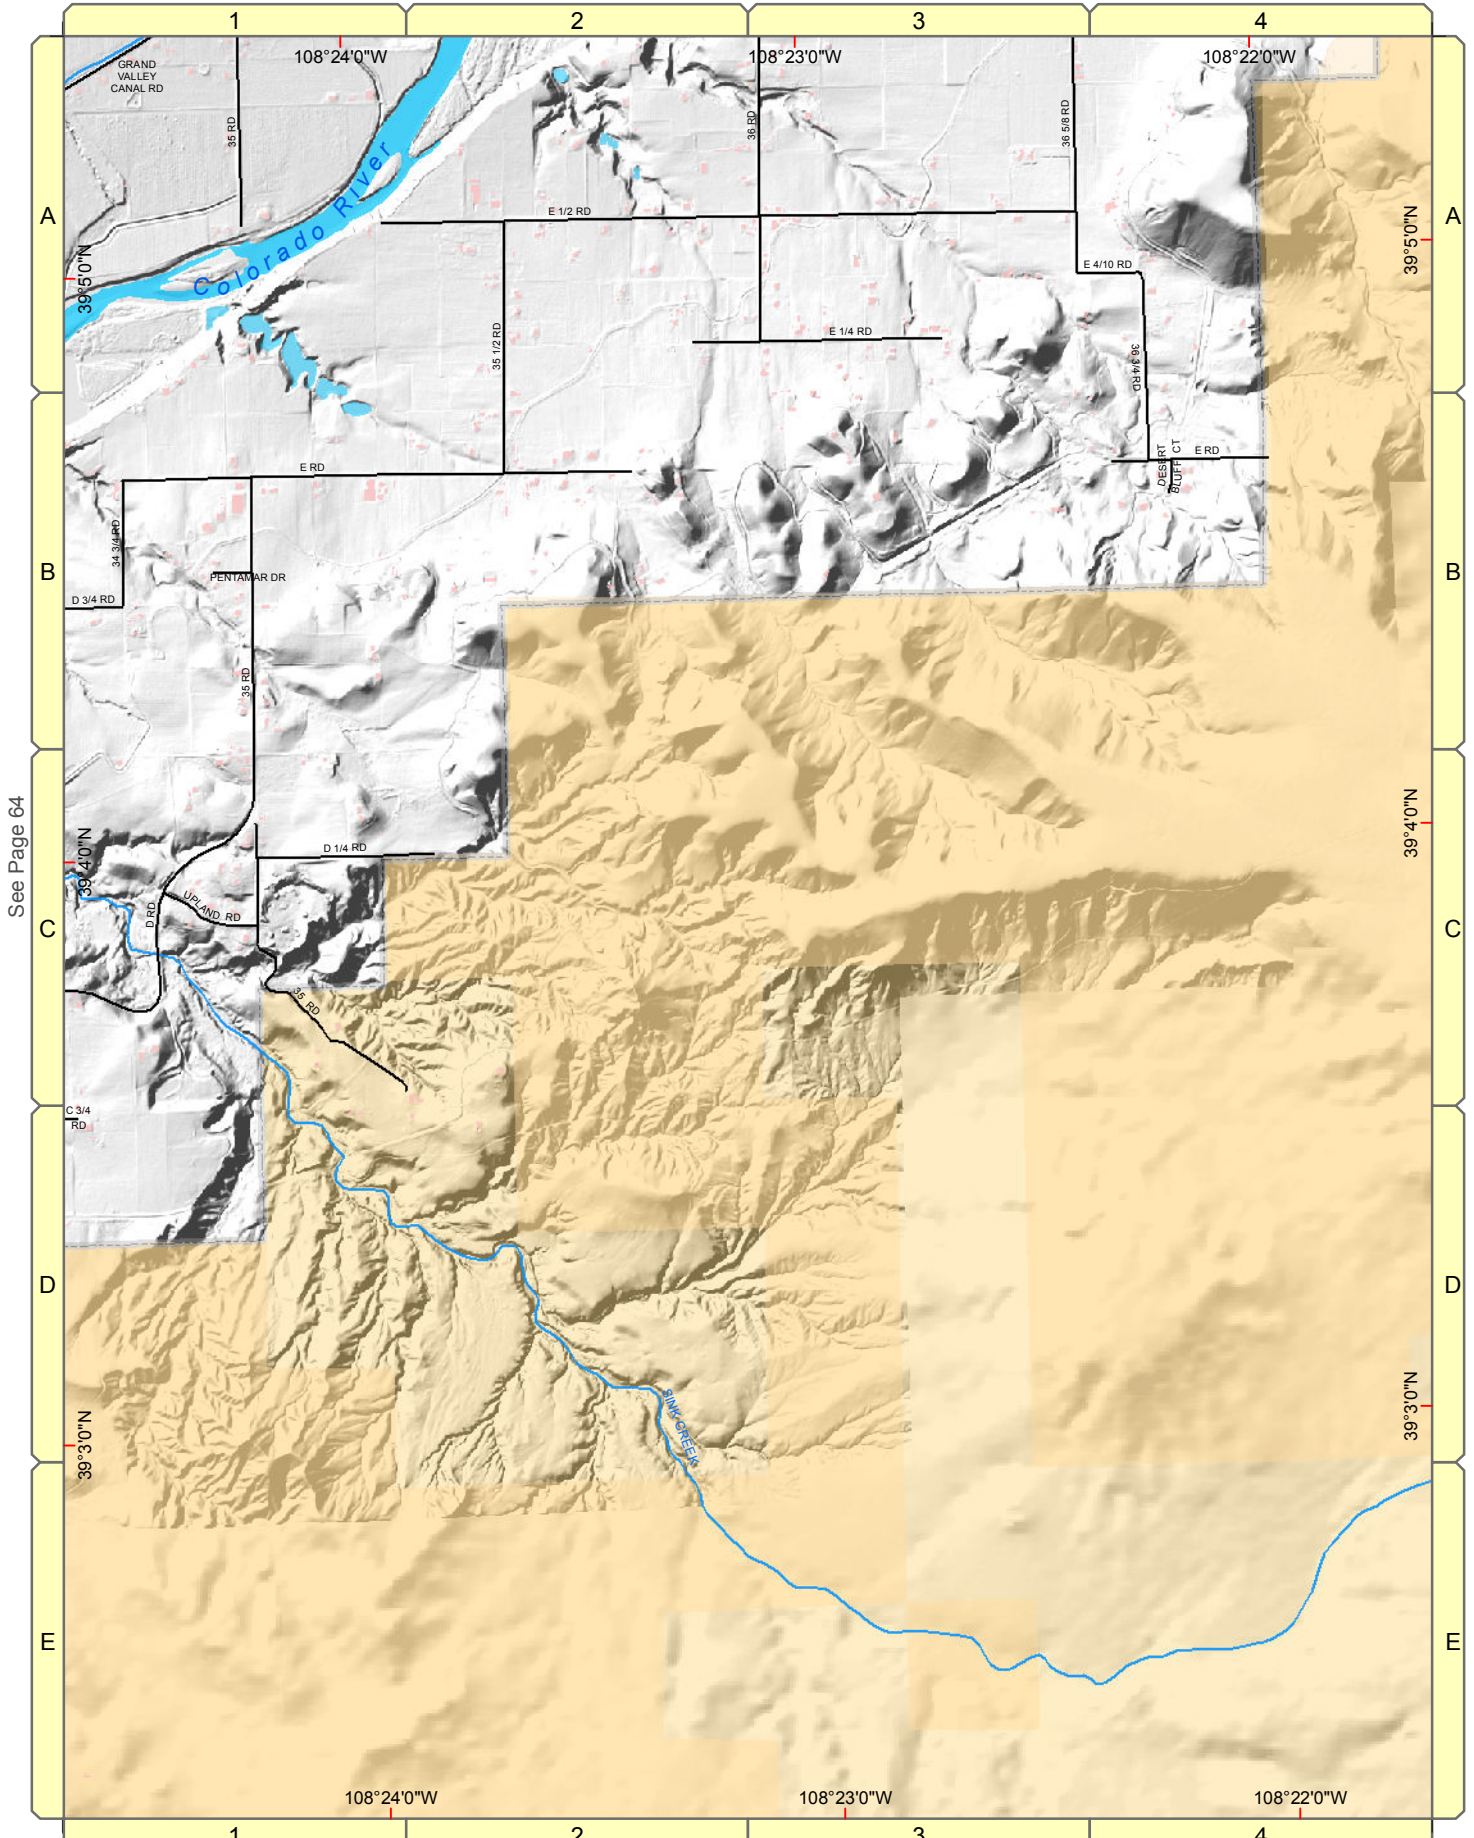 1
2
3
4
108°24'0"W
108°23'0"W
108°22'0"W
GRAND
VALLEY
CANAL RD
35 RD
36 RD
36 5/8 RD
Colorado River
A
A
E 1/2 RD
39°5'0"N
39°5'0"N
E 4/10 RD
35 1/2 RD
E 1/4 RD
36 3/4 RD
E RD
DESERT
BLUFF CT
E RD
34 3/4 RD
B
B
PENTAMAR DR
D 3/4 RD
35 RD
See Page 64
39°4'0"N
39°4'0"N
D 1/4 RD
UPLAND RD
D RD
C
C
35 RD
C 3/4
RD
D
D
SINK CREEK
39°3'0"N
39°3'0"N
E
E
108°24'0"W
108°23'0"W
108°22'0"W
1
2
3
4